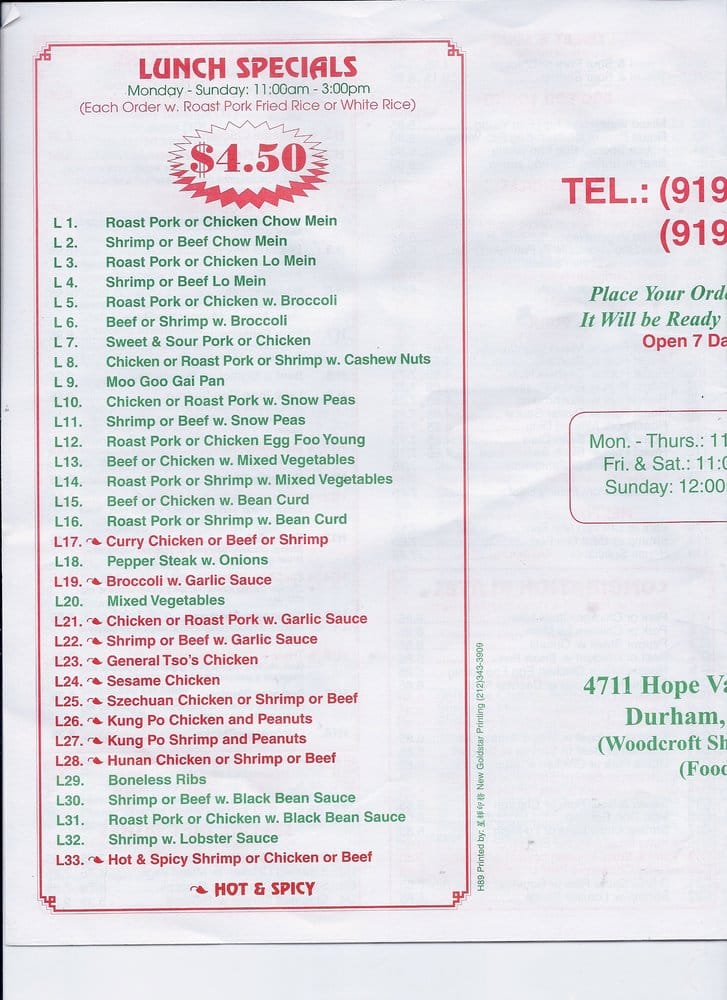 LUNCH SPECIALS
Monday - Sunday: 11:00am - 3:00pm
(Each Order w. Roast Pork Fried Rice or White Rice)
$4.50
L 1. Roast Pork or Chicken Chow Mein
L 2. Shrimp or Beef Chow Mein
L 3. Roast Pork or Chicken Lo Mein
L 4. Shrimp or Beef Lo Mein
L 5. Roast Pork or Chicken w. Broccoli
L 6. Beef or Shrimp w. Broccoli
L 7. Sweet & Sour Pork or Chicken
L 8. Chicken or Roast Pork or Shrimp w. Cashew Nuts
L 9. Moo Goo Gai Pan
L10. Chicken or Roast Pork w. Snow Peas
L11. Shrimp or Beef w. Snow Peas
L12. Roast Pork or Chicken Egg Foo Young
L13. Beef or Chicken w. Mixed Vegetables
L14. Roast Pork or Shrimp w. Mixed Vegetables
L15. Beef or Chicken w. Bean Curd
L16. Roast Pork or Shrimp w. Bean Curd
L17. Curry Chicken or Beef or Shrimp
L18. Pepper Steak w. Onions
L19. Broccoli w. Garlic Sauce
L20. Mixed Vegetables
L21. Chicken or Roast Pork w. Garlic Sauce
L22. Shrimp or Beef w. Garlic Sauce
L23. General Tso's Chicken
L24. Sesame Chicken
L25. Szechuan Chicken or Shrimp or Beef
L26. Kung Po Chicken and Peanuts
L27. Kung Po Shrimp and Peanuts
L28. Hunan Chicken or Shrimp or Beef
L29. Boneless Ribs
L30. Shrimp or Beef w. Black Bean Sauce
L31. Roast Pork or Chicken w. Black Bean Sauce
L32. Shrimp w. Lobster Sauce
L33. Hot & Spicy Shrimp or Chicken or Beef
HOT & SPICY
H89 Printed by: New Goldstar Printing (212)343-3909
TEL.: (919
(919
Place Your Orde
It Will be Ready
Open 7 Da
Mon. - Thurs.: 11
Fri. & Sat.: 11:0
Sunday: 12:00
4711 Hope Va
Durham,
(Woodcroft Sh
(Food